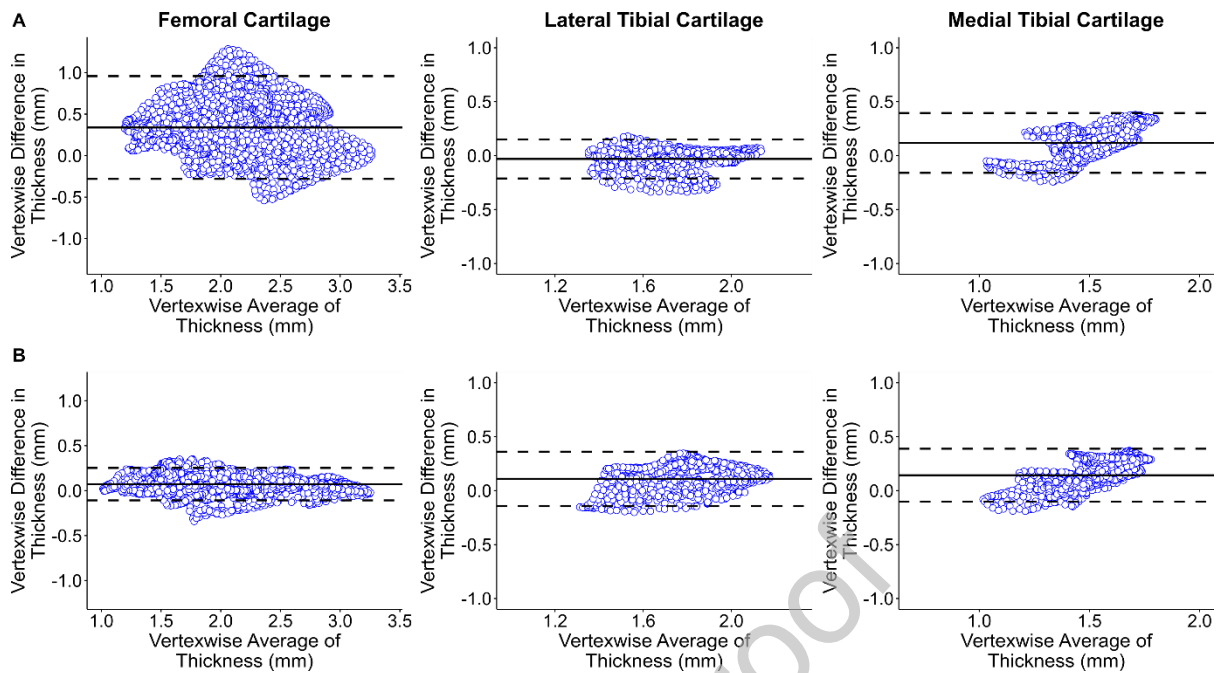 A
Femoral Cartilage
Lateral Tibial Cartilage
Medial Tibial Cartilage
Vertexwise Difference in
Thickness (mm)
1.0
0.5
0.0
-0.5
-1.0
1.0 1.5 2.0 2.5 3.0 3.5
Vertexwise Average of
Thickness (mm)
Vertexwise Difference in
Thickness (mm)
1.0
0.5
0.0
-0.5
-1.0
1.2 1.6 2.0
Vertexwise Average of
Thickness (mm)
Vertexwise Difference in
Thickness (mm)
1.0
0.5
0.0
-0.5
-1.0
1.0 1.5 2.0
Vertexwise Average of
Thickness (mm)
B
Vertexwise Difference in
Thickness (mm)
1.0
0.5
0.0
-0.5
-1.0
1.0 1.5 2.0 2.5 3.0 3.5
Vertexwise Average of
Thickness (mm)
Vertexwise Difference in
Thickness (mm)
1.0
0.5
0.0
-0.5
-1.0
1.2 1.6 2.0
Vertexwise Average of
Thickness (mm)
Vertexwise Difference in
Thickness (mm)
1.0
0.5
0.0
-0.5
-1.0
1.0 1.5 2.0
Vertexwise Average of
Thickness (mm)
roof